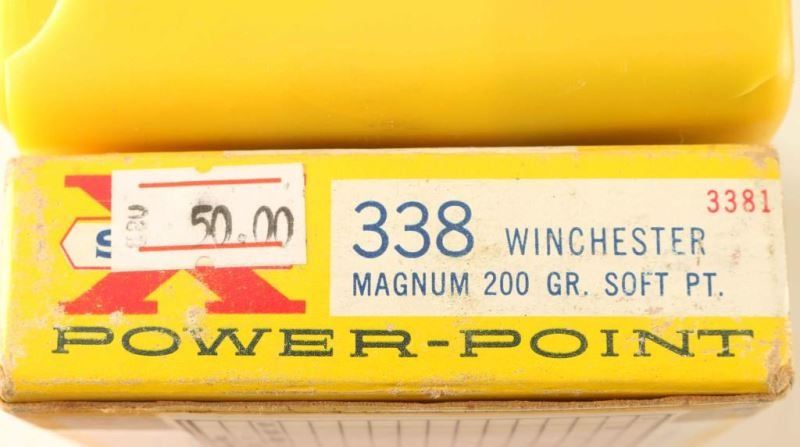 50.00
338 WINCHESTER
3381
MAGNUM 200 GR. SOFT PT.
POWER-POINT